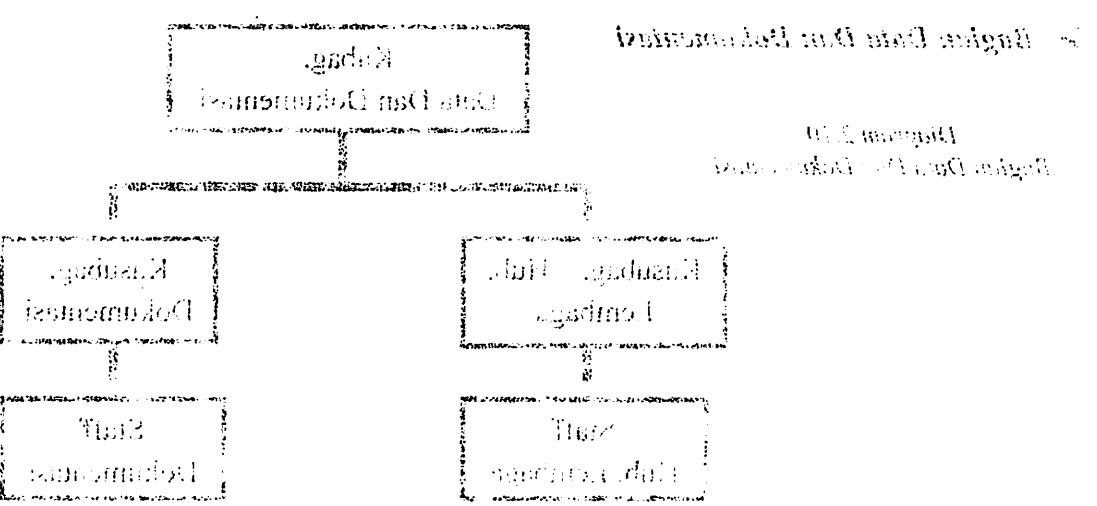 ➢ Bagian Data Dan Dokumentasi
Diagram 2.10
Bagian Data Dan Dokumentasi
Kabag.
Data Dan Dokumentasi
Kasubag. Hub.
Lembaga
Kasubag.
Dokumentasi
Staff
Hub. Lembaga
Staff
Dokumentasi